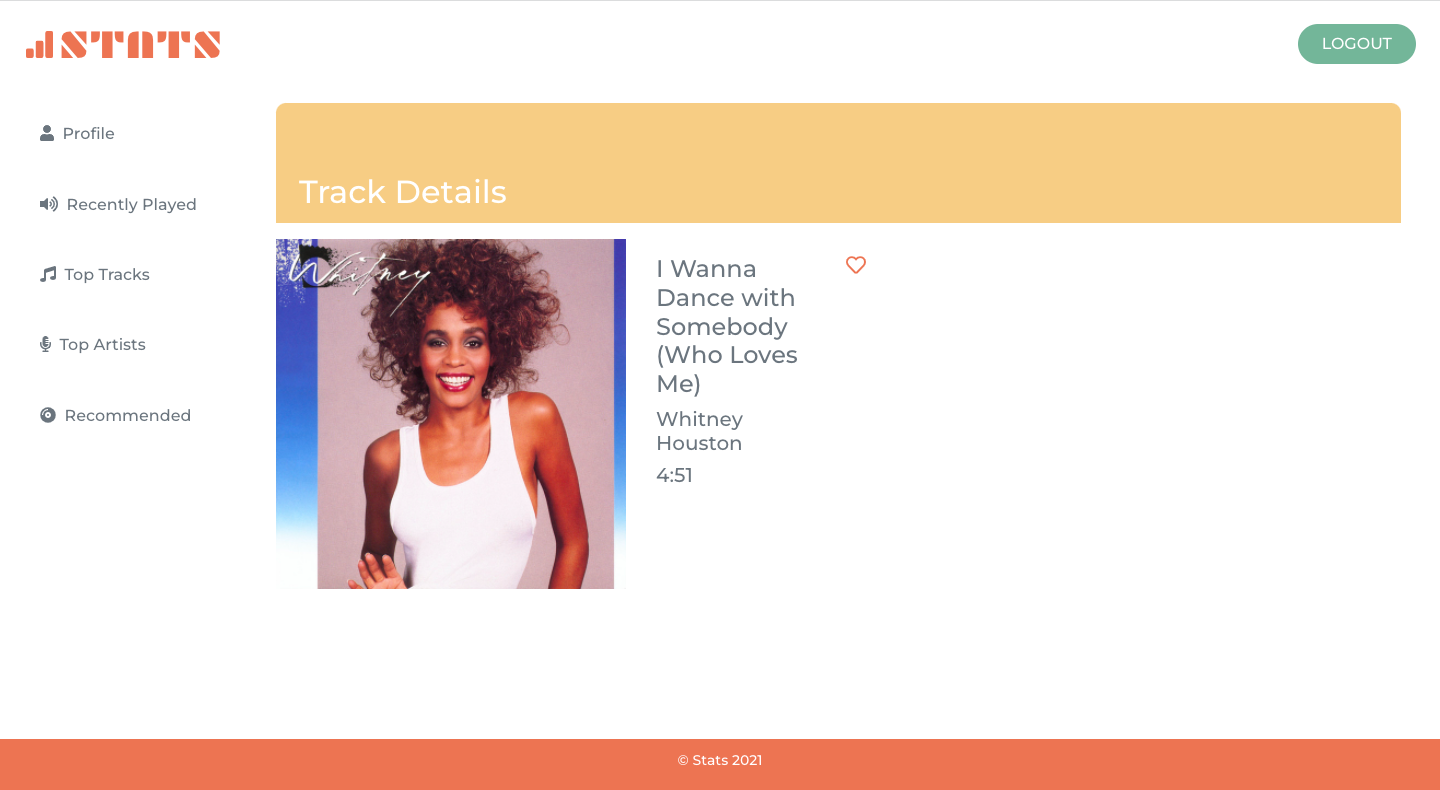 STATS
LOGOUT
Profile
Recently Played
Top Tracks
Top Artists
Recommended
Track Details
Whitney
I Wanna
Dance with
Somebody
(Who Loves
Me)
Whitney
Houston
4:51
© Stats 2021